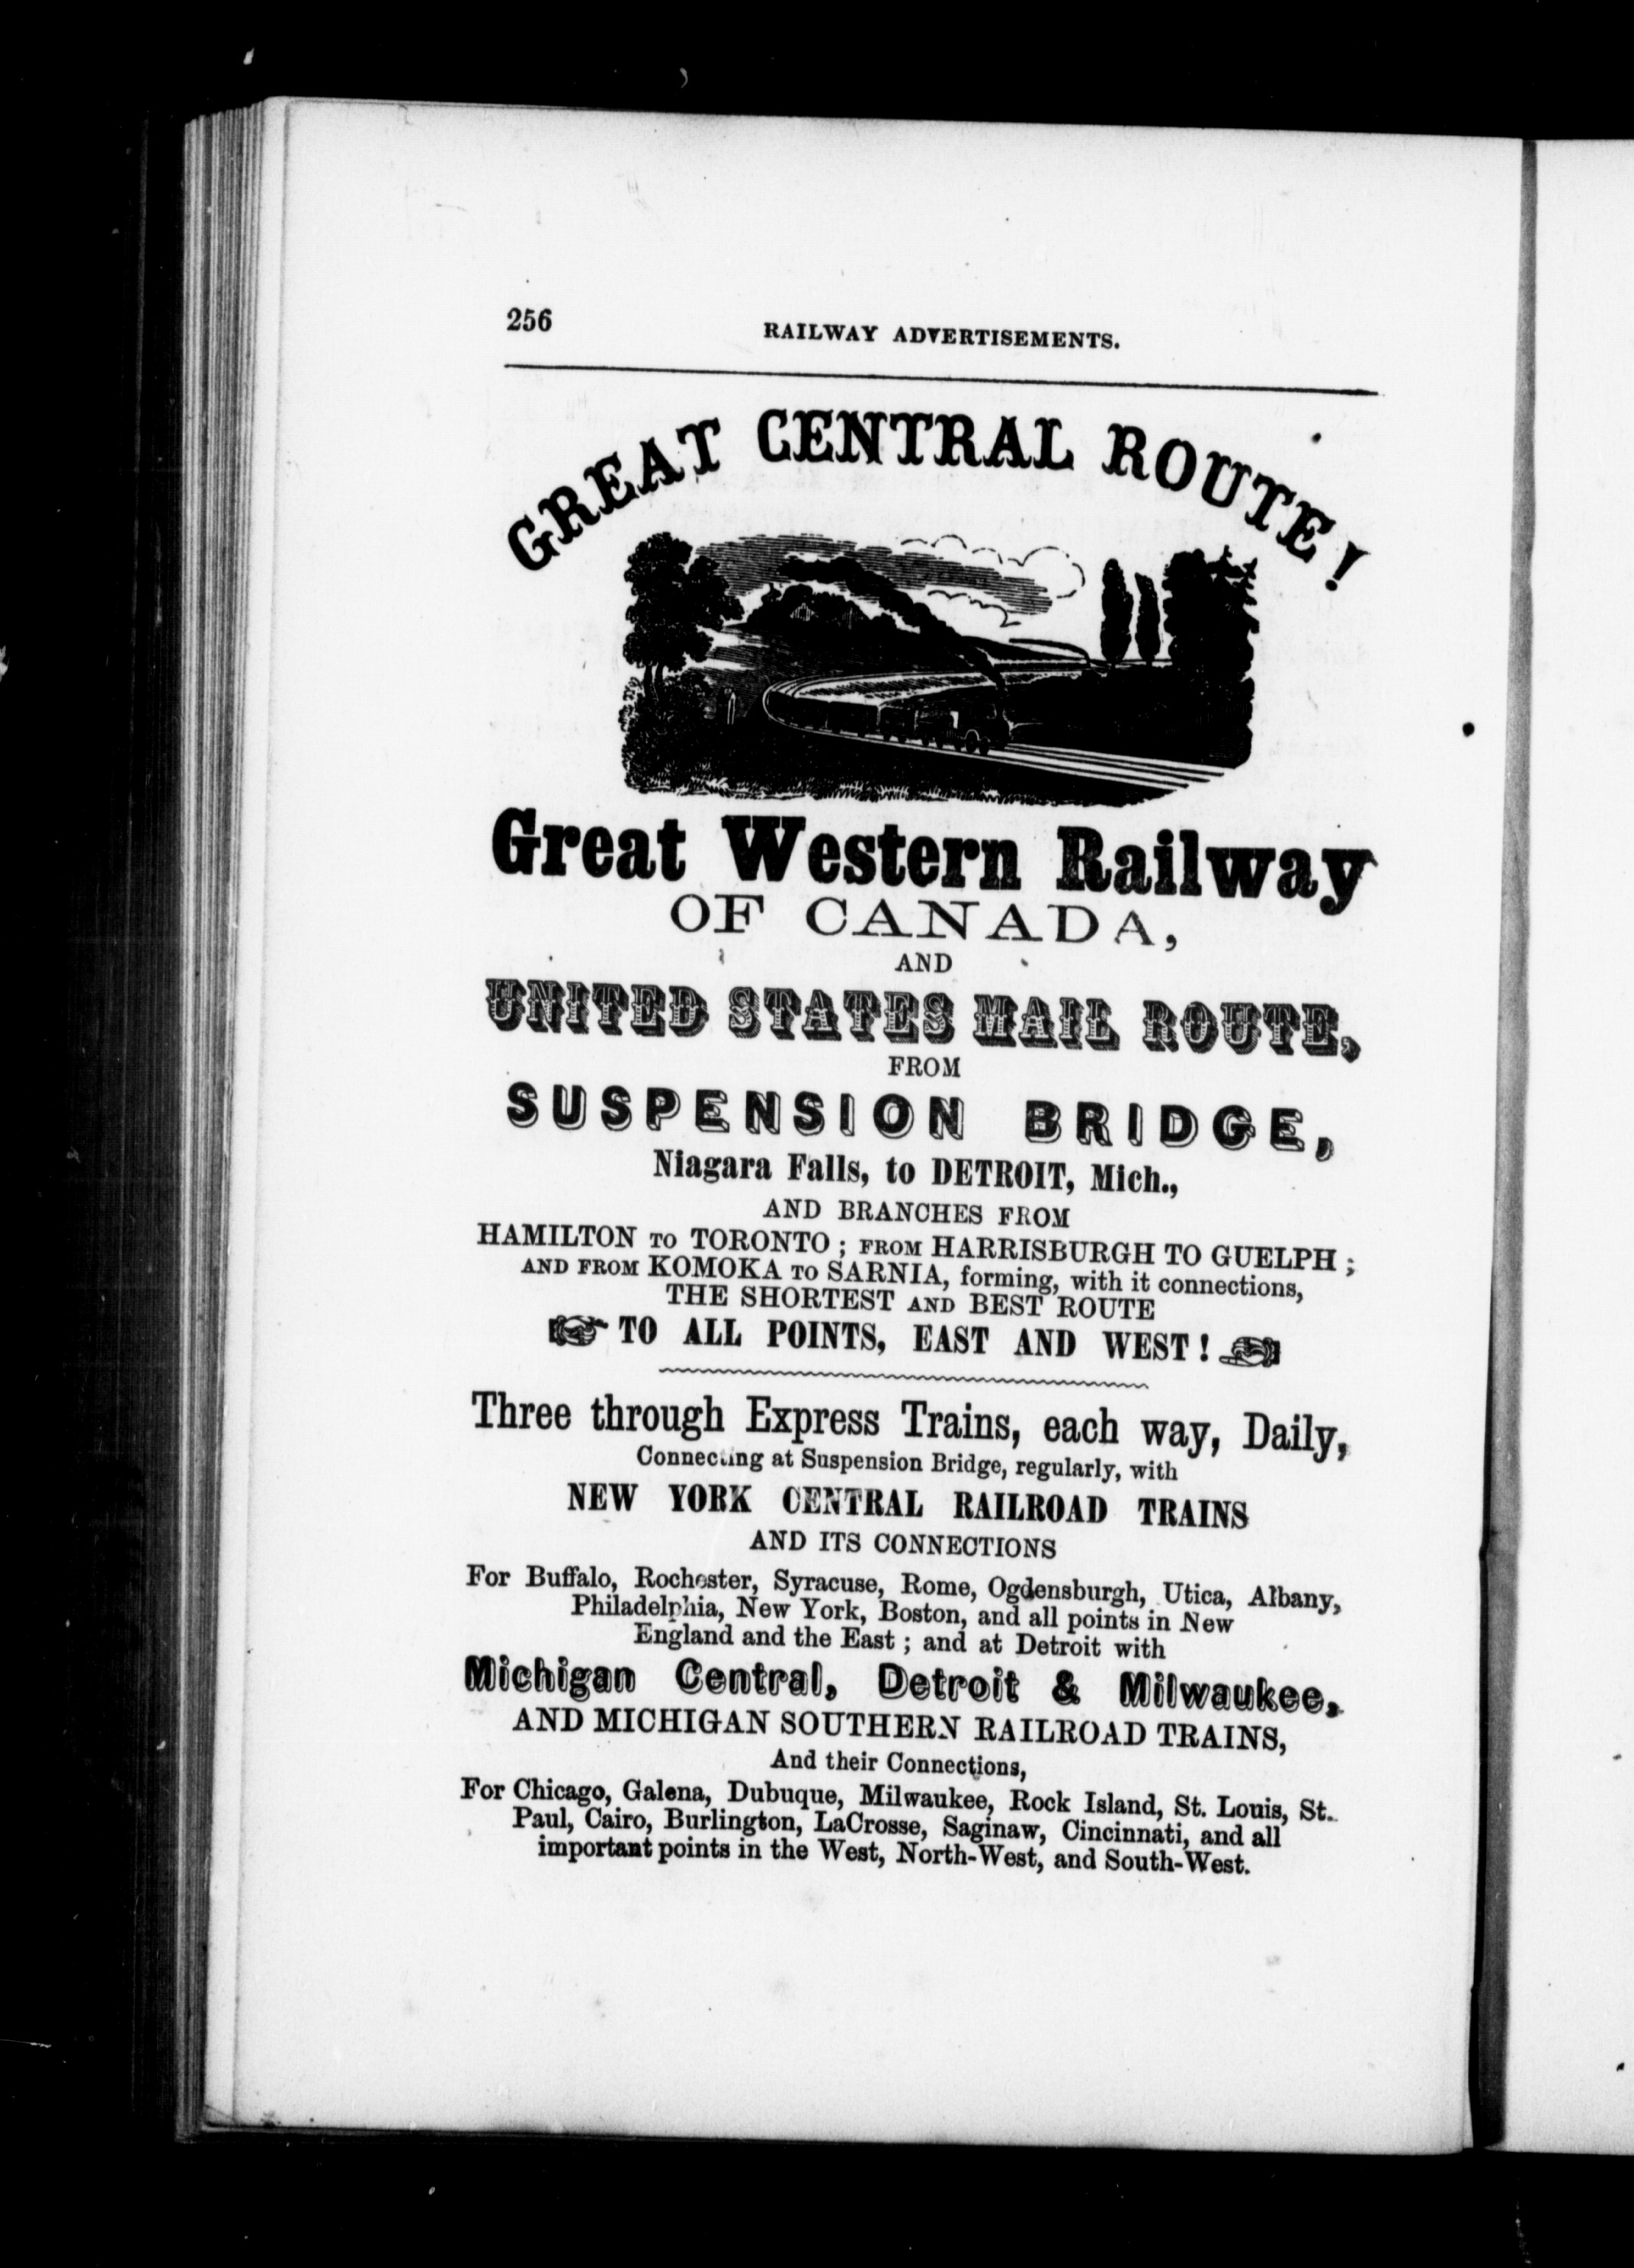 256
RAILWAY ADVERTISEMENTS.
GREAT CENTRAL ROUTE!
Great Western Railway
OF CANADA,
AND
UNITED STATES MAIL ROUTE,
FROM
SUSPENSION BRIDGE,
Niagara Falls, to DETROIT, Mich.,
AND BRANCHES FROM
HAMILTON TO TORONTO ; FROM HARRISBURGH TO GUELPH ;
AND FROM KOMOKA TO SARNIA, forming, with it connections,
THE SHORTEST AND BEST ROUTE
TO ALL POINTS, EAST AND WEST!
Three through Express Trains, each way, Daily,
Connecting at Suspension Bridge, regularly, with
NEW YORK CENTRAL RAILROAD TRAINS
AND ITS CONNECTIONS
For Buffalo, Rochester, Syracuse, Rome, Ogdensburgh, Utica, Albany,
Philadelphia, New York, Boston, and all points in New
England and the East ; and at Detroit with
Michigan Central, Detroit & Milwaukee,
AND MICHIGAN SOUTHERN RAILROAD TRAINS,
And their Connections,
For Chicago, Galena, Dubuque, Milwaukee, Rock Island, St. Louis, St.
Paul, Cairo, Burlington, LaCrosse, Saginaw, Cincinnati, and all
important points in the West, North-West, and South-West.